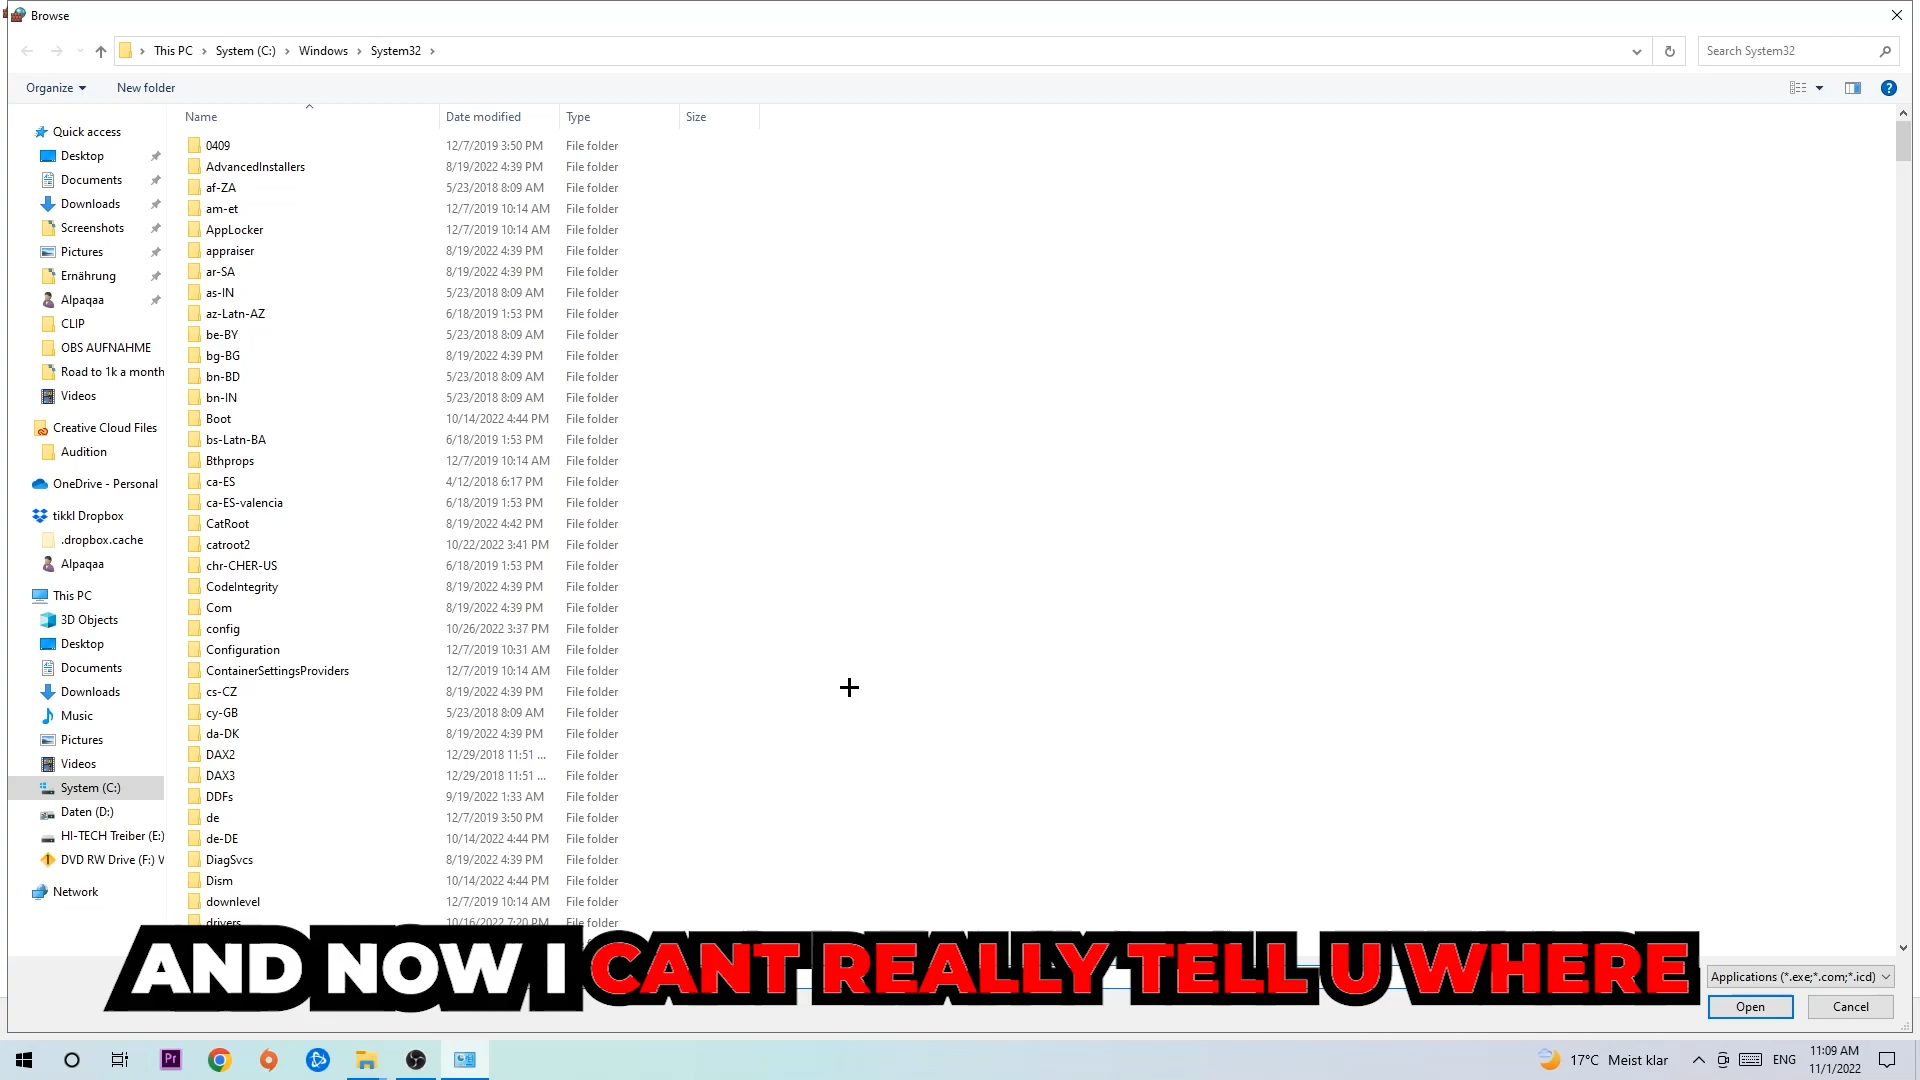 Browse
This PC > System (C:) > Windows > System32 >
Search System32
Organize
New folder
Name Date modified Type Size
Quick access
Desktop
Documents
Downloads
Screenshots
Pictures
Ernährung
Alpaqaa
CLIP
OBS AUFNAHME
Road to 1k a month
Videos
Creative Cloud Files
Audition
OneDrive - Personal
tikkl Dropbox
.dropbox.cache
Alpaqaa
This PC
3D Objects
Desktop
Documents
Downloads
Music
Pictures
Videos
System (C:)
Daten (D:)
HI-TECH Treiber (E:)
DVD RW Drive (F:) V
Network
0409 12/7/2019 3:50 PM File folder
AdvancedInstallers 8/19/2022 4:39 PM File folder
af-ZA 5/23/2018 8:09 AM File folder
am-et 12/7/2019 10:14 AM File folder
AppLocker 12/7/2019 10:14 AM File folder
appraiser 8/19/2022 4:39 PM File folder
ar-SA 8/19/2022 4:39 PM File folder
as-IN 5/23/2018 8:09 AM File folder
az-Latn-AZ 6/18/2019 1:53 PM File folder
be-BY 5/23/2018 8:09 AM File folder
bg-BG 8/19/2022 4:39 PM File folder
bn-BD 5/23/2018 8:09 AM File folder
bn-IN 5/23/2018 8:09 AM File folder
Boot 10/14/2022 4:44 PM File folder
bs-Latn-BA 6/18/2019 1:53 PM File folder
Bthprops 12/7/2019 10:14 AM File folder
ca-ES 4/12/2018 6:17 PM File folder
ca-ES-valencia 6/18/2019 1:53 PM File folder
CatRoot 8/19/2022 4:42 PM File folder
catroot2 10/22/2022 3:41 PM File folder
chr-CHER-US 6/18/2019 1:53 PM File folder
CodeIntegrity 8/19/2022 4:39 PM File folder
Com 8/19/2022 4:39 PM File folder
config 10/26/2022 3:37 PM File folder
Configuration 12/7/2019 10:31 AM File folder
ContainerSettingsProviders 12/7/2019 10:14 AM File folder
cs-CZ 8/19/2022 4:39 PM File folder
cy-GB 5/23/2018 8:09 AM File folder
da-DK 8/19/2022 4:39 PM File folder
DAX2 12/29/2018 11:51 ... File folder
DAX3 12/29/2018 11:51 ... File folder
DDFs 9/19/2022 1:33 AM File folder
de 12/7/2019 3:50 PM File folder
de-DE 10/14/2022 4:44 PM File folder
DiagSvcs 8/19/2022 4:39 PM File folder
Dism 10/14/2022 4:44 PM File folder
downlevel 12/7/2019 10:14 AM File folder
drivers 10/16/2022 7:20 PM File folder
AND NOW I CANT REALLY TELL U WHERE
Applications (*.exe;*.com;*.icd)
Open
Cancel
Pr
17°C Meist klar
ENG
11:09 AM
11/1/2022